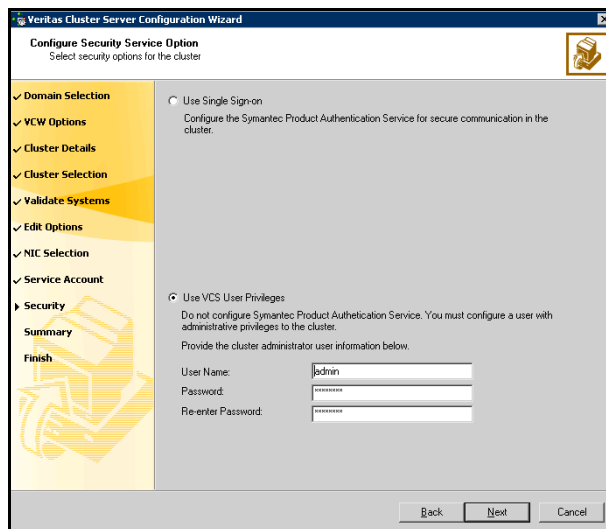 Veritas Cluster Server Configuration Wizard
Configure Security Service Option
Select security options for the cluster
Domain Selection
VCW Options
Cluster Details
Cluster Selection
Validate Systems
Edit Options
NIC Selection
Service Account
Security
Summary
Finish
Use Single Sign-on
Configure the Symantec Product Authentication Service for secure communication in the
cluster.
Use VCS User Privileges
Do not configure Symantec Product Authetication Service. You must configure a user with
administrative privileges to the cluster.
Provide the cluster administrator user information below.
User Name: admin
Password: ********
Re-enter Password: ********
Back Next Cancel